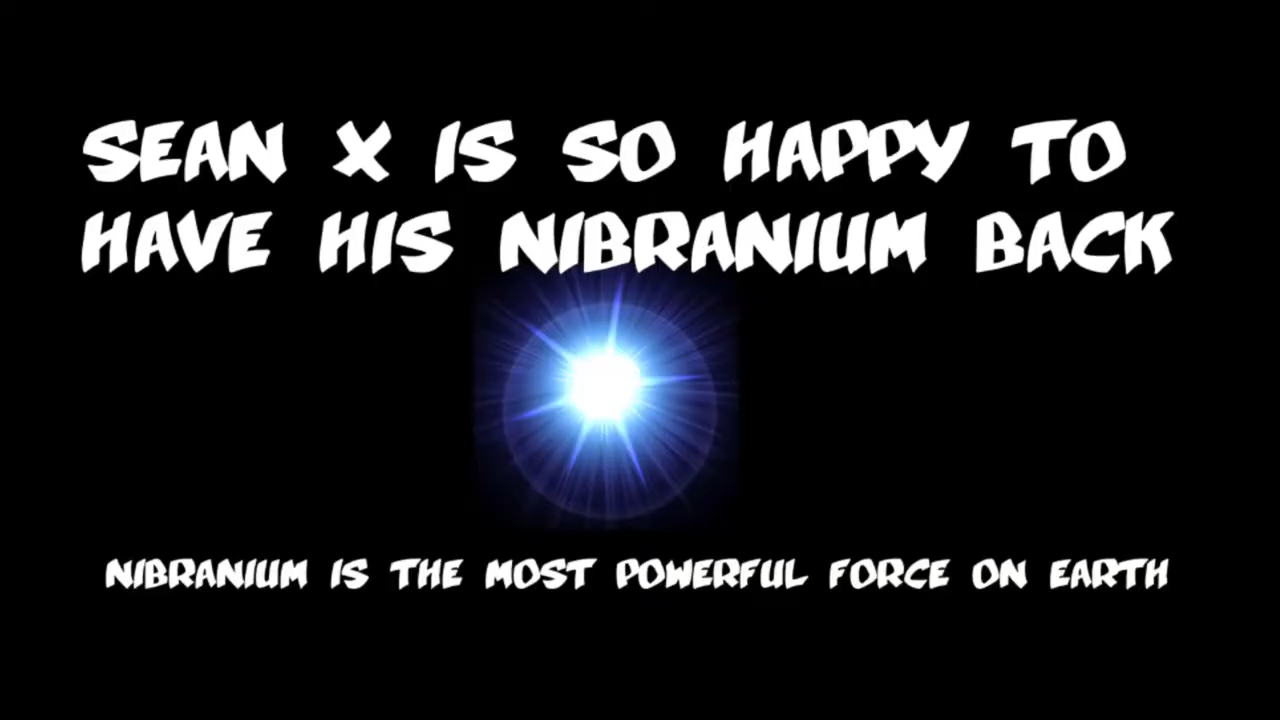 SEAN X IS SO HAPPY TO
HAVE HIS NIBRANIUM BACK
NIBRANIUM IS THE MOST POWERFUL FORCE ON EARTH